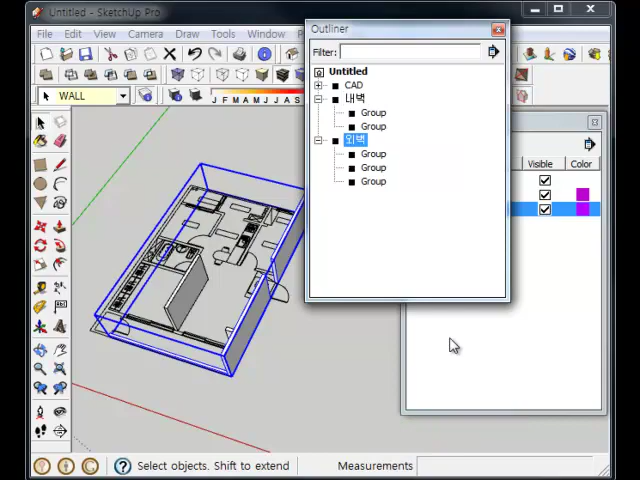 Untitled - SketchUp Pro
File Edit View Camera Draw Tools Window
Outliner
Filter:
WALL
J F M A M J J A S
Untitled
CAD
내벽
Group
Group
외벽
Group
Group
Group
Visible Color
Select objects. Shift to extend
Measurements